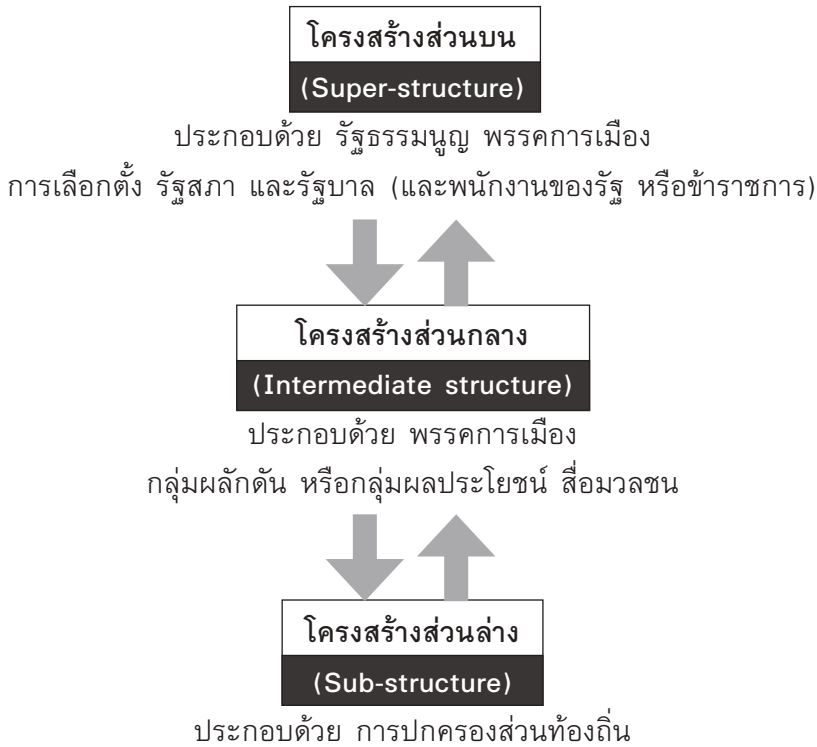 โครงสร้างส่วนบน
(Super-structure)
ประกอบด้วย รัฐธรรมนูญ พรรคการเมือง
การเลือกตั้ง รัฐสภา และรัฐบาล (และพนักงานของรัฐ หรือข้าราชการ)
โครงสร้างส่วนกลาง
(Intermediate structure)
ประกอบด้วย พรรคการเมือง
กลุ่มผลักดัน หรือกลุ่มผลประโยชน์ สื่อมวลชน
โครงสร้างส่วนล่าง
(Sub-structure)
ประกอบด้วย การปกครองส่วนท้องถิ่น